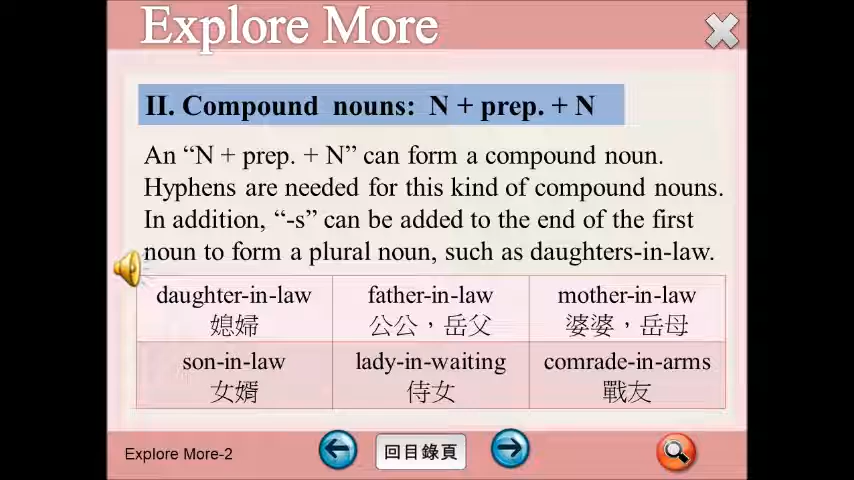 Explore More
II. Compound nouns: N + prep. + N
An “N + prep. + N” can form a compound noun.
Hyphens are needed for this kind of compound nouns.
In addition, “-s” can be added to the end of the first
noun to form a plural noun, such as daughters-in-law.
daughter-in-law
媳婦
father-in-law
公公，岳父
mother-in-law
婆婆，岳母
son-in-law
女婿
lady-in-waiting
侍女
comrade-in-arms
戰友
Explore More-2
回目錄頁